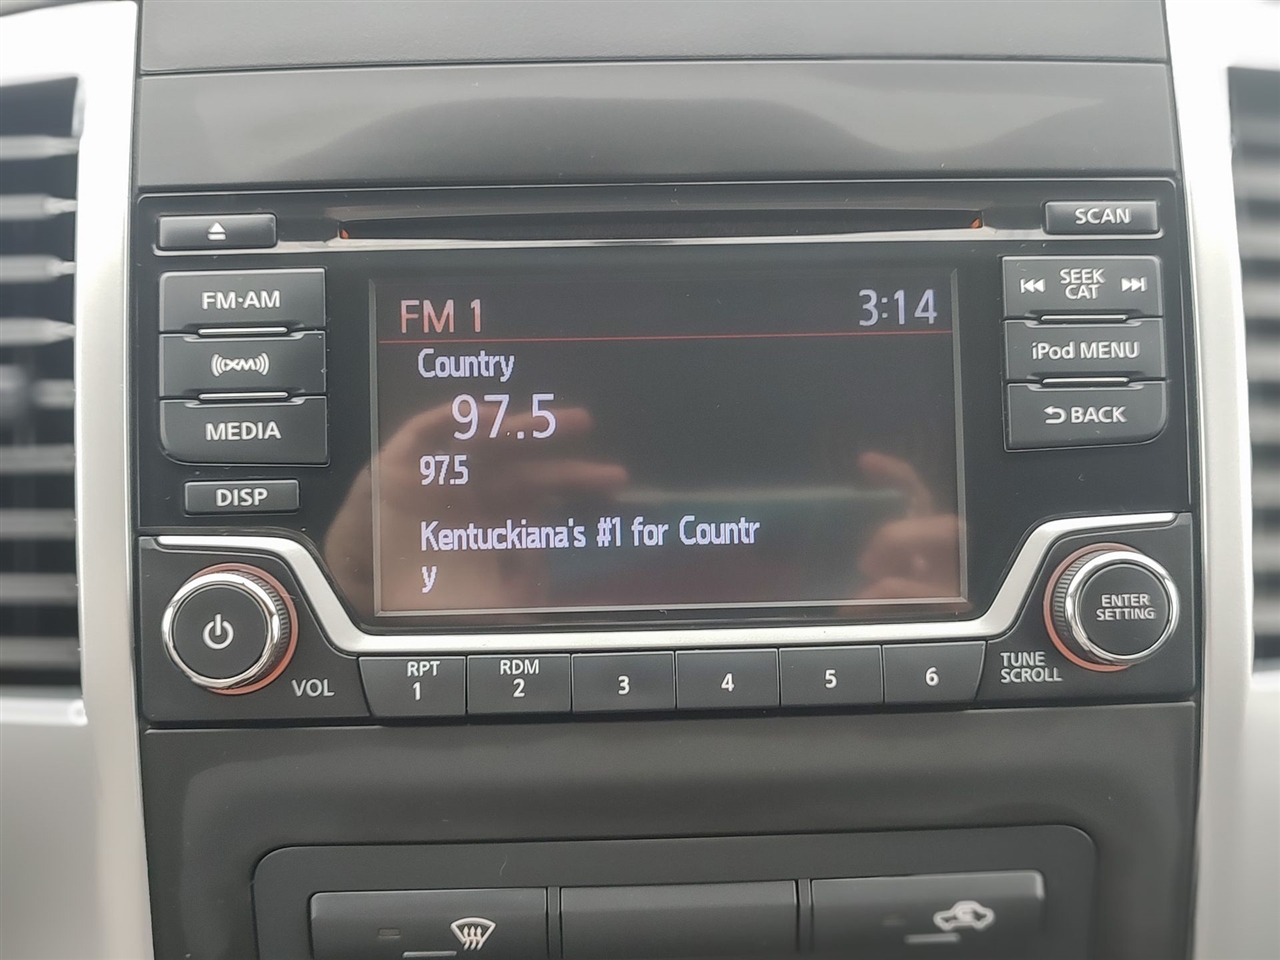 SCAN
FM·AM
XM
MEDIA
DISP
VOL
FM 1 3:14
Country
97.5
97.5
Kentuckiana's #1 for Countr
y
SEEK
CAT
iPod MENU
BACK
ENTER
SETTING
TUNE
SCROLL
RPT
1
RDM
2
3
4
5
6